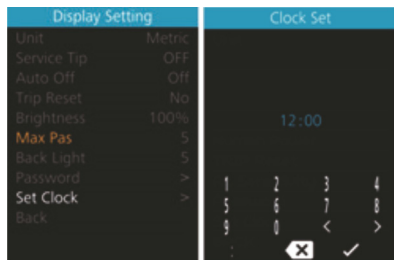 Display Setting
Unit Metric
Service Tip OFF
Auto Off Off
Trip Reset No
Brightness 100%
Max Pas 5
Back Light 5
Password >
Set Clock >
Back
Clock Set
12:00
1 2 3 4
5 6 7 8
9 0 < >
: